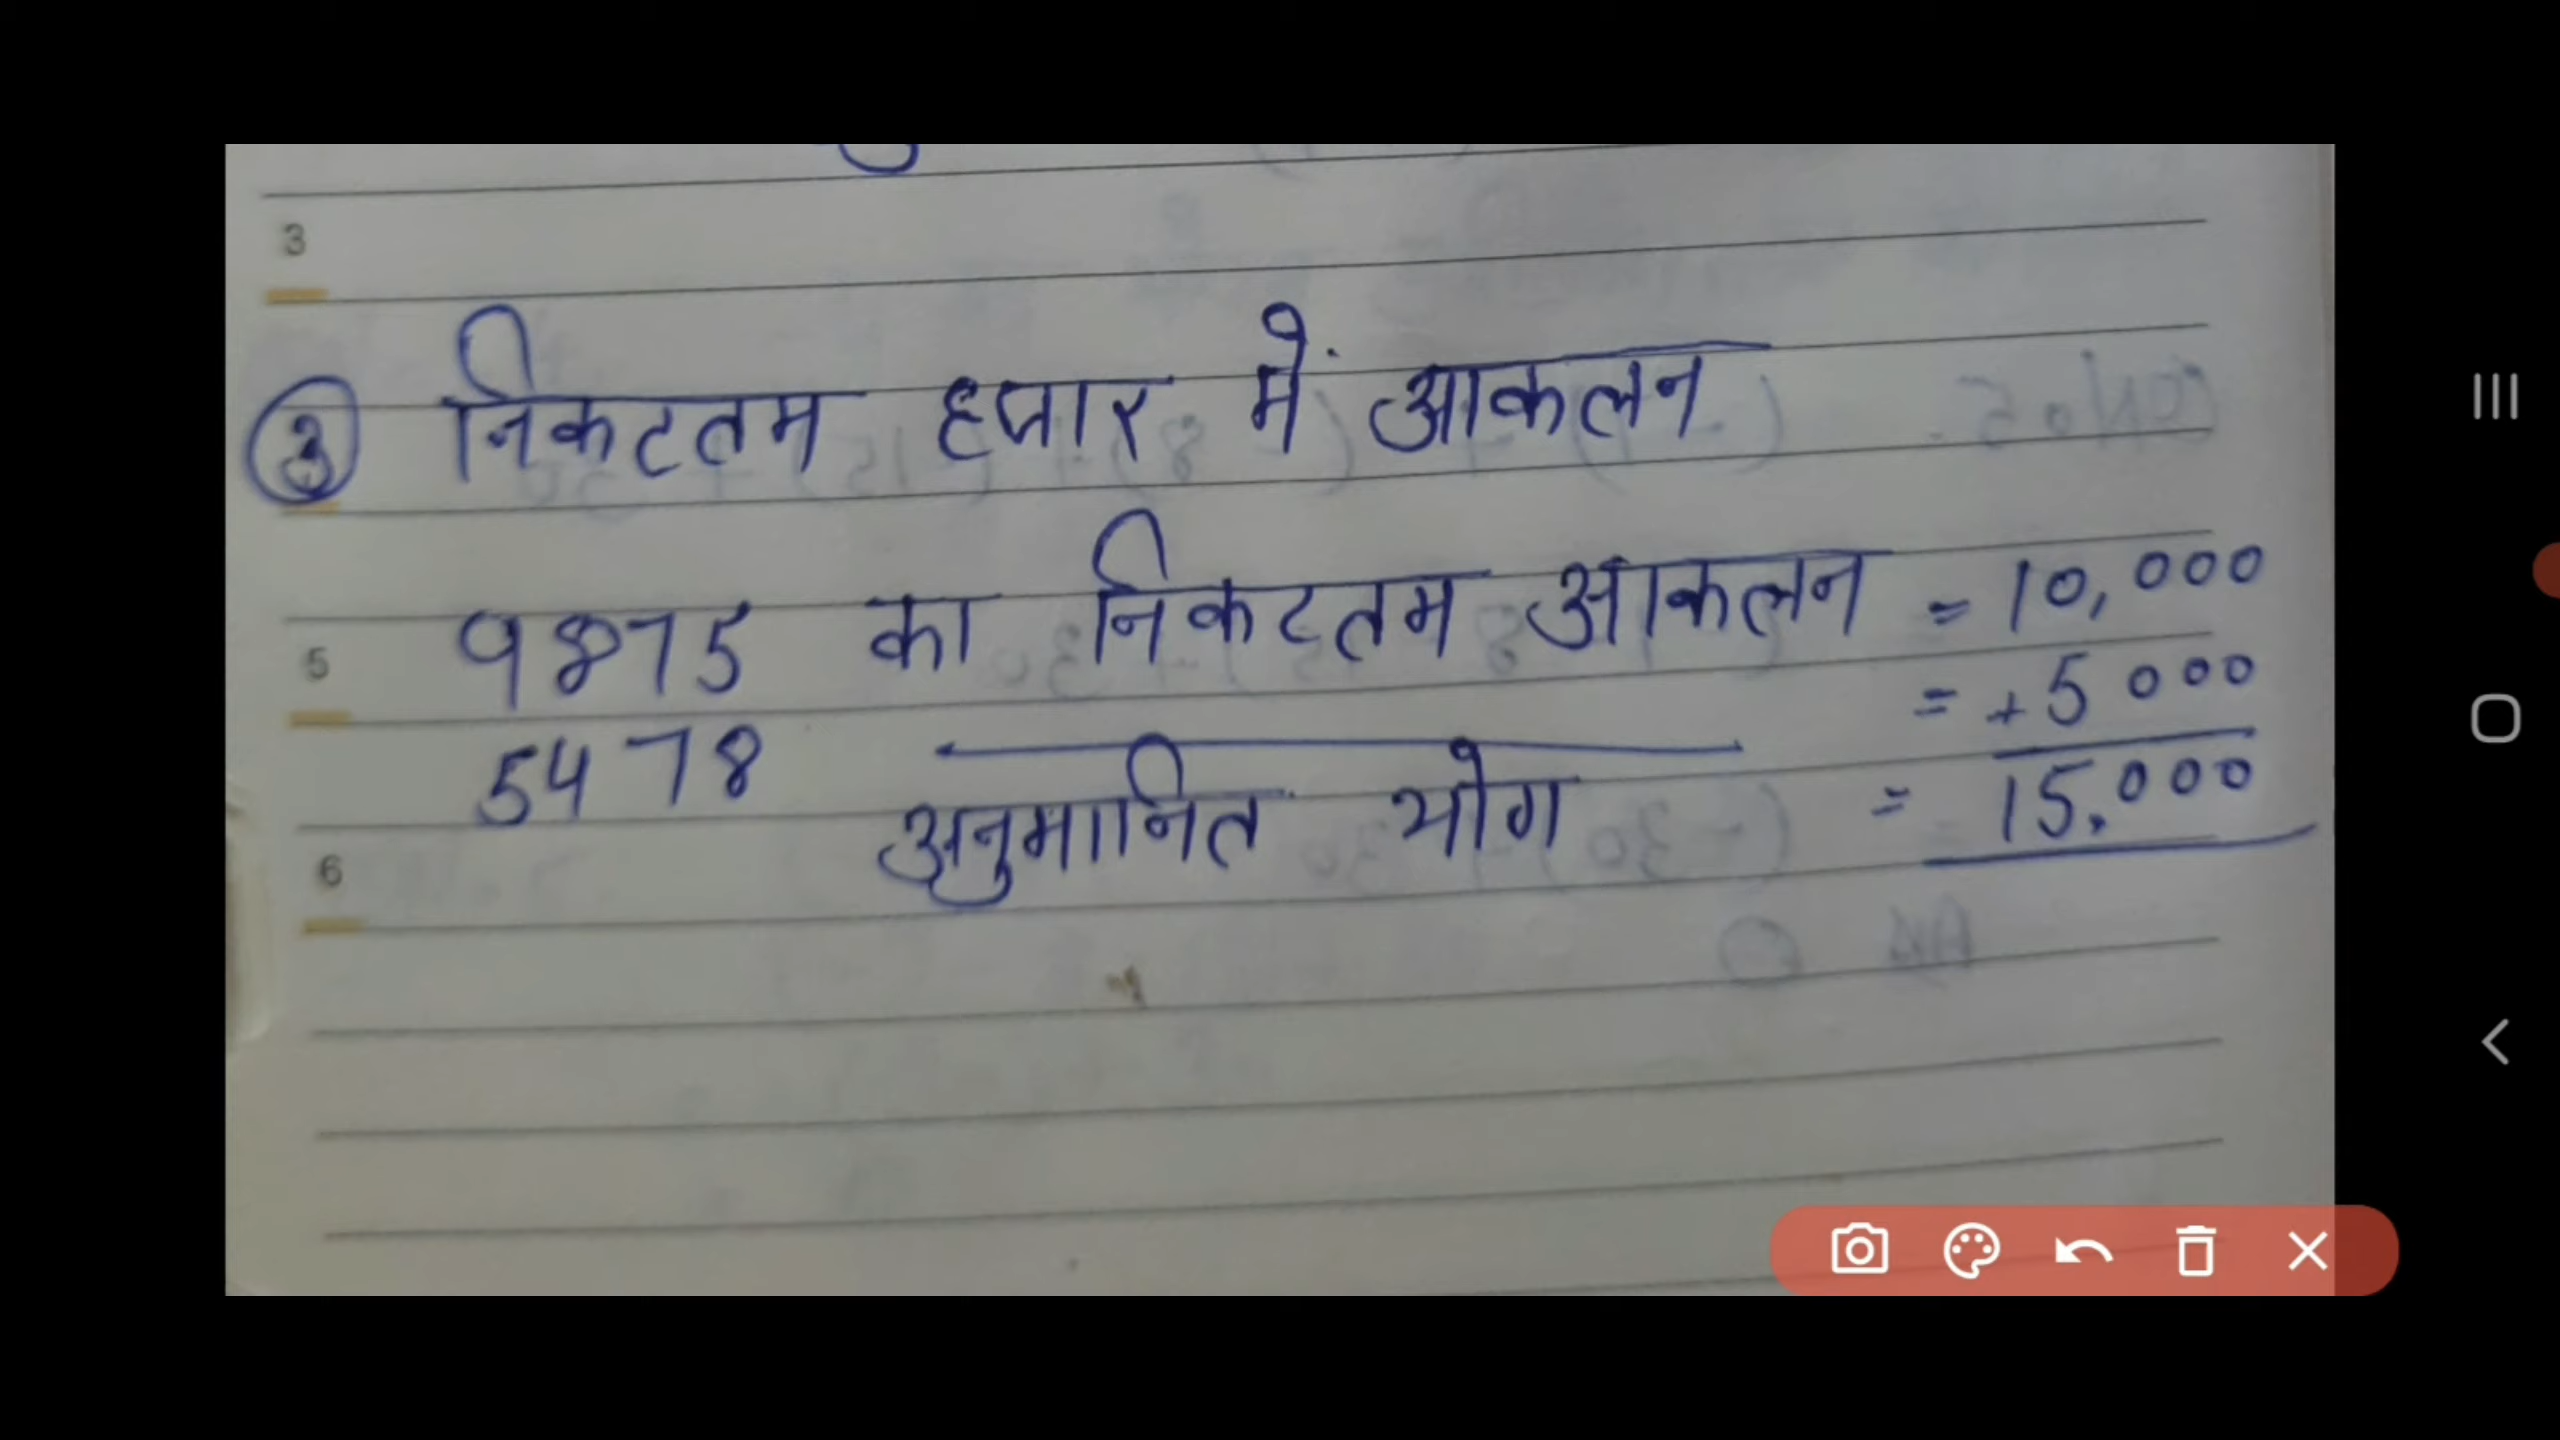 3
③ निकटतम हजार में आकलन
5 9875 का निकटतम आकलन = 10,000
5478 = +5000
6 अनुमानित योग = 15,000